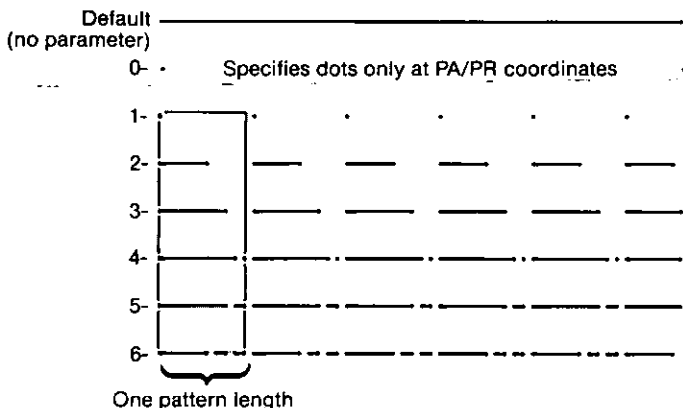 Default
(no parameter)
0- Specifies dots only at PA/PR coordinates
1-
2-
3-
4-
5-
6-
One pattern length